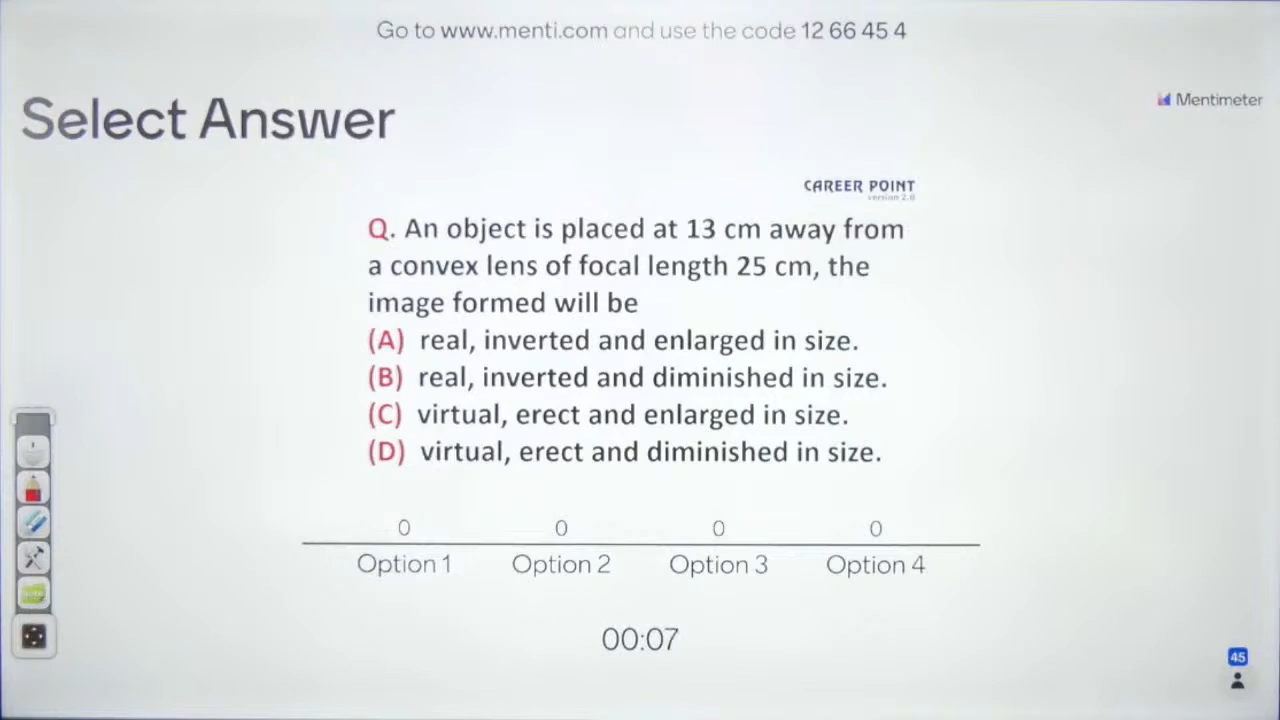 Go to www.menti.com and use the code 12 66 45 4
Select Answer
Mentimeter
CAREER POINT
version 2.0
Q. An object is placed at 13 cm away from
a convex lens of focal length 25 cm, the
image formed will be
(A) real, inverted and enlarged in size.
(B) real, inverted and diminished in size.
(C) virtual, erect and enlarged in size.
(D) virtual, erect and diminished in size.
0 0 0 0
Option 1 Option 2 Option 3 Option 4
00:07
45